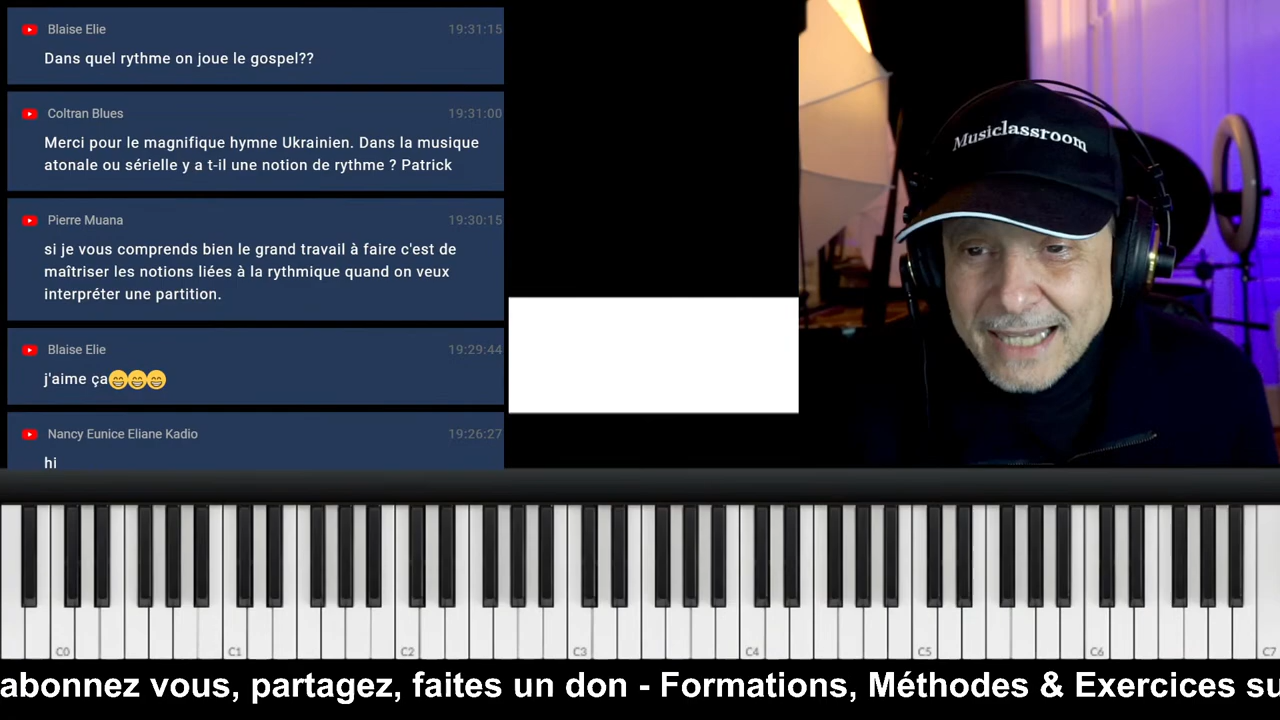 Blaise Elie 19:31:15
Dans quel rythme on joue le gospel??
Coltran Blues 19:31:00
Merci pour le magnifique hymne Ukrainien. Dans la musique
atonale ou sérielle y a t-il une notion de rythme ? Patrick
Pierre Muana 19:30:15
si je vous comprends bien le grand travail à faire c'est de
maîtriser les notions liées à la rythmique quand on veux
interpréter une partition.
Blaise Elie 19:29:44
j'aime ça😁😁😁
Nancy Eunice Eliane Kadio 19:26:27
hi
Musiclassroom
C0 C1 C2 C3 C4 C5 C6 C7
abonnez vous, partagez, faites un don - Formations, Méthodes & Exercices su